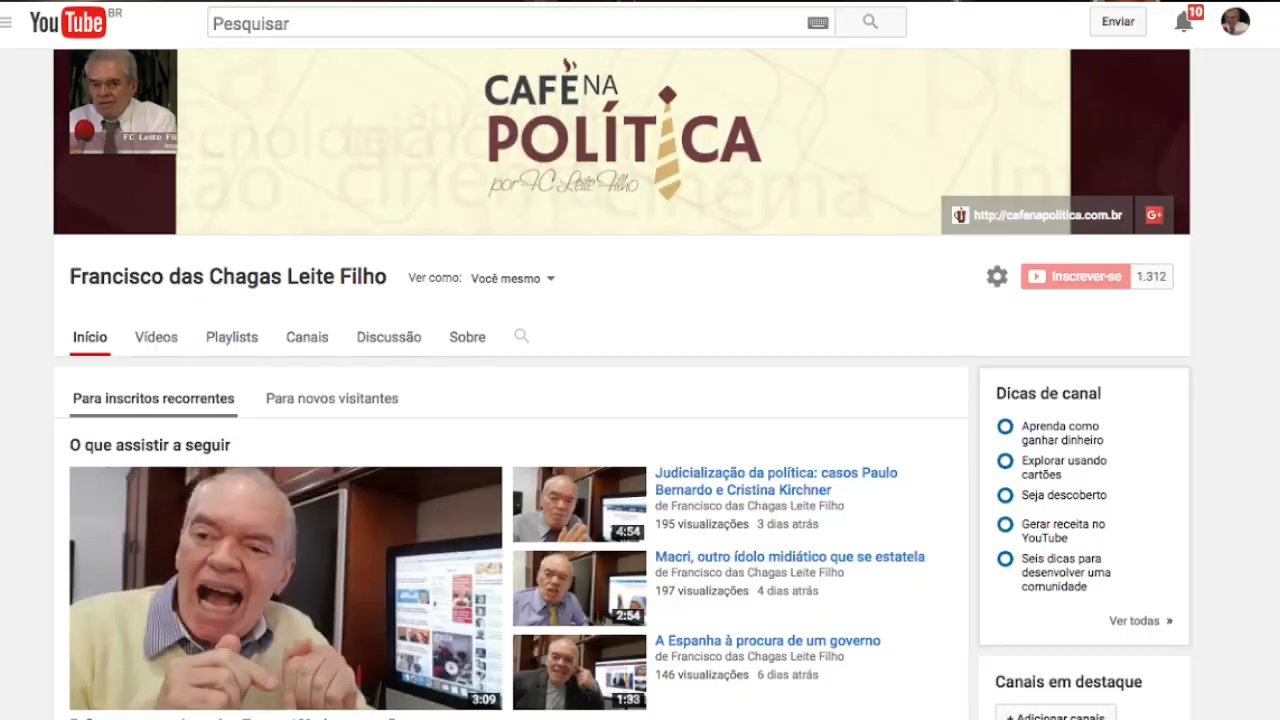 YouTube BR
Pesquisar
Enviar
10
FC Leite Fil
CAFÉ NA
POLÍTICA
por FC Leite Filho
http://cafenapolitica.com.br
G+
Francisco das Chagas Leite Filho
Ver como: Você mesmo
Inscrever-se 1.312
Início Vídeos Playlists Canais Discussão Sobre
Para inscritos recorrentes Para novos visitantes
O que assistir a seguir
3:09
4:54
Judicialização da política: casos Paulo
Bernardo e Cristina Kirchner
de Francisco das Chagas Leite Filho
195 visualizações 3 dias atrás
2:54
Macri, outro ídolo midiático que se estatela
de Francisco das Chagas Leite Filho
197 visualizações 4 dias atrás
1:33
A Espanha à procura de um governo
de Francisco das Chagas Leite Filho
146 visualizações 6 dias atrás
Dicas de canal
Aprenda como
ganhar dinheiro
Explorar usando
cartões
Seja descoberto
Gerar receita no
YouTube
Seis dicas para
desenvolver uma
comunidade
Ver todas »
Canais em destaque
+ Adicionar canais